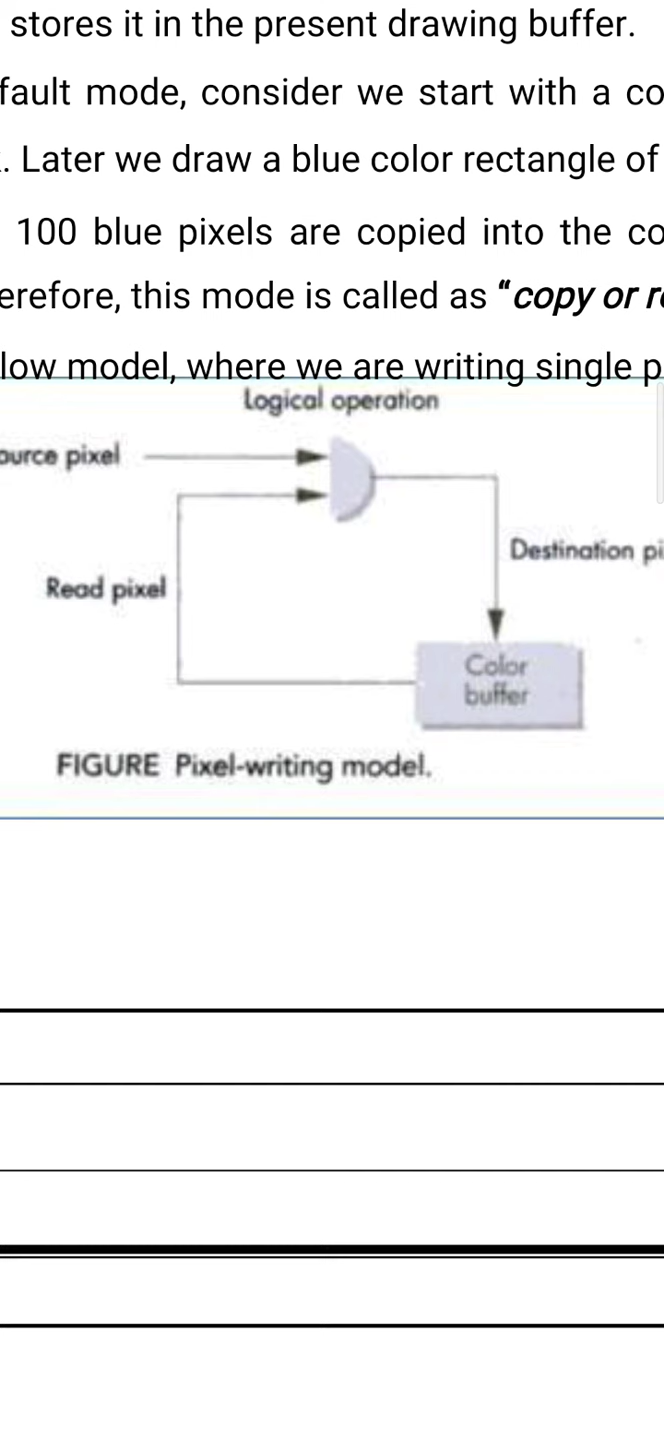 stores it in the present drawing buffer.
fault mode, consider we start with a co
. Later we draw a blue color rectangle of
100 blue pixels are copied into the co
erefore, this mode is called as "copy or re
low model, where we are writing single p
Logical operation
ource pixel
Destination pi
Read pixel
Color
buffer
FIGURE Pixel-writing model.